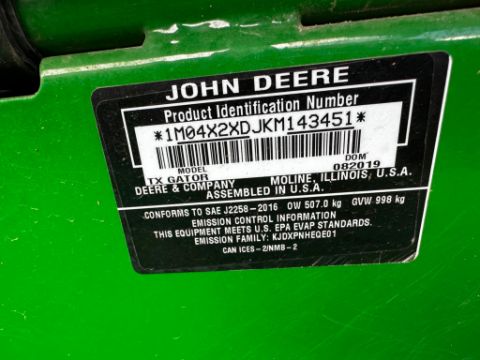 JOHN DEERE
Product Identification Number
*1M04X2XDJKM143451*
MODEL DOM
TX GATOR 082019
DEERE & COMPANY MOLINE, ILLINOIS, U.S.A.
ASSEMBLED IN U.S.A.
CONFORMS TO SAE J2258-2016 OW 507.0 kg GVW 998 kg
EMISSION CONTROL INFORMATION
THIS EQUIPMENT MEETS U.S. EPA EVAP STANDARDS.
EMISSION FAMILY: KJDXPNHEQE01
CAN ICES-2/NMB-2